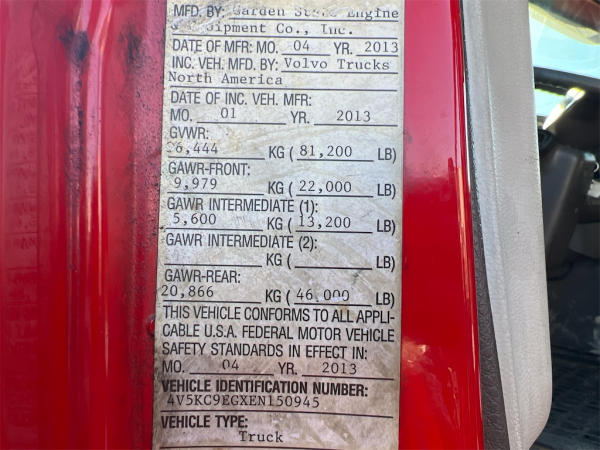 MFD. BY: Garden State Engine
& Equipment Co., Inc.
DATE OF MFR: MO. 04 YR. 2013
INC. VEH. MFD. BY: Volvo Trucks
North America
DATE OF INC. VEH. MFR:
MO. 01 YR. 2013
GVWR:
36,444 KG ( 81,200 LB)
GAWR-FRONT:
9,979 KG ( 22,000 LB)
GAWR INTERMEDIATE (1):
5,600 KG ( 13,200 LB)
GAWR INTERMEDIATE (2):
KG ( LB)
GAWR-REAR:
20,866 KG ( 46,000 LB)
THIS VEHICLE CONFORMS TO ALL APPLI-
CABLE U.S.A. FEDERAL MOTOR VEHICLE
SAFETY STANDARDS IN EFFECT IN:
MO. 04 YR. 2013
VEHICLE IDENTIFICATION NUMBER:
4V5KC9EGXEN150945
VEHICLE TYPE:
Truck